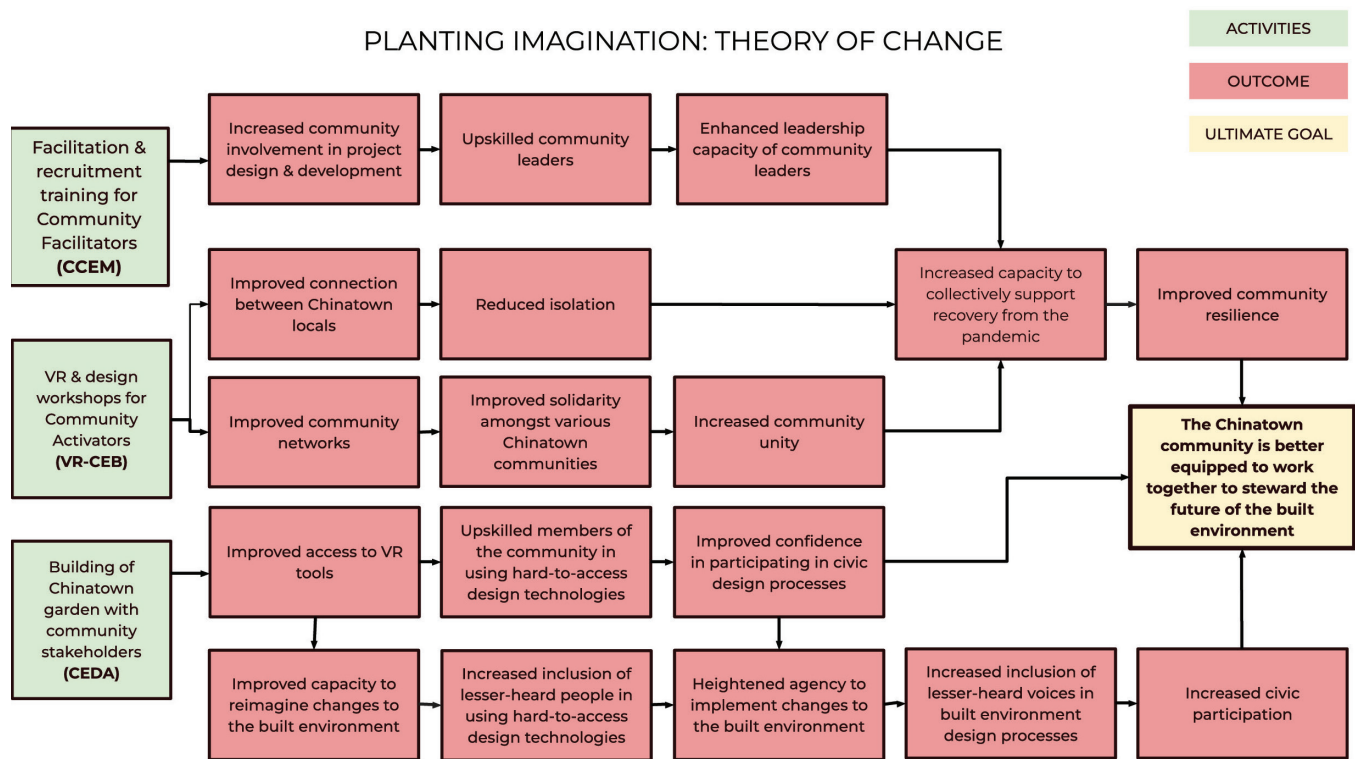 PLANTING IMAGINATION: THEORY OF CHANGE
ACTIVITIES
OUTCOME
ULTIMATE GOAL
Facilitation &
recruitment
training for
Community
Facilitators
(CCEM)
Increased community
involvement in project
design & development
Upskilled community
leaders
Enhanced leadership
capacity of community
leaders
Improved connection
between Chinatown
locals
Reduced isolation
Increased capacity to
collectively support
recovery from the
pandemic
Improved community
resilience
VR & design
workshops for
Community
Activators
(VR-CEB)
Improved community
networks
Improved solidarity
amongst various
Chinatown
communities
Increased community
unity
The Chinatown
community is better
equipped to work
together to steward the
future of the built
environment
Building of
Chinatown
garden with
community
stakeholders
(CEDA)
Improved access to VR
tools
Upskilled members of
the community in
using hard-to-access
design technologies
Improved confidence
in participating in civic
design processes
Improved capacity to
reimagine changes to
the built environment
Increased inclusion of
lesser-heard people in
using hard-to-access
design technologies
Heightened agency to
implement changes to
the built environment
Increased inclusion of
lesser-heard voices in
built environment
design processes
Increased civic
participation